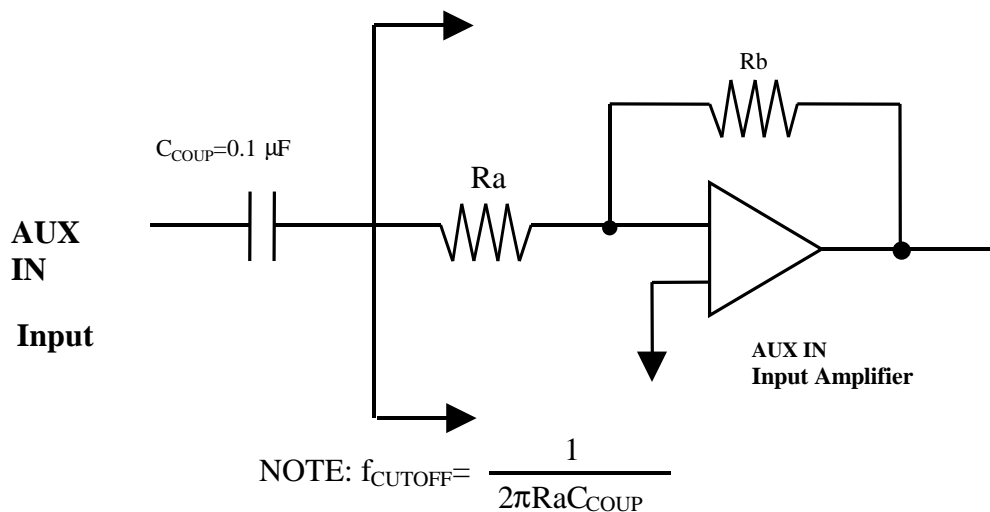 Rb
C_COUP=0.1 µF
Ra
AUX
IN
Input
AUX IN
Input Amplifier
NOTE: f_CUTOFF= 1
2πRaC_COUP